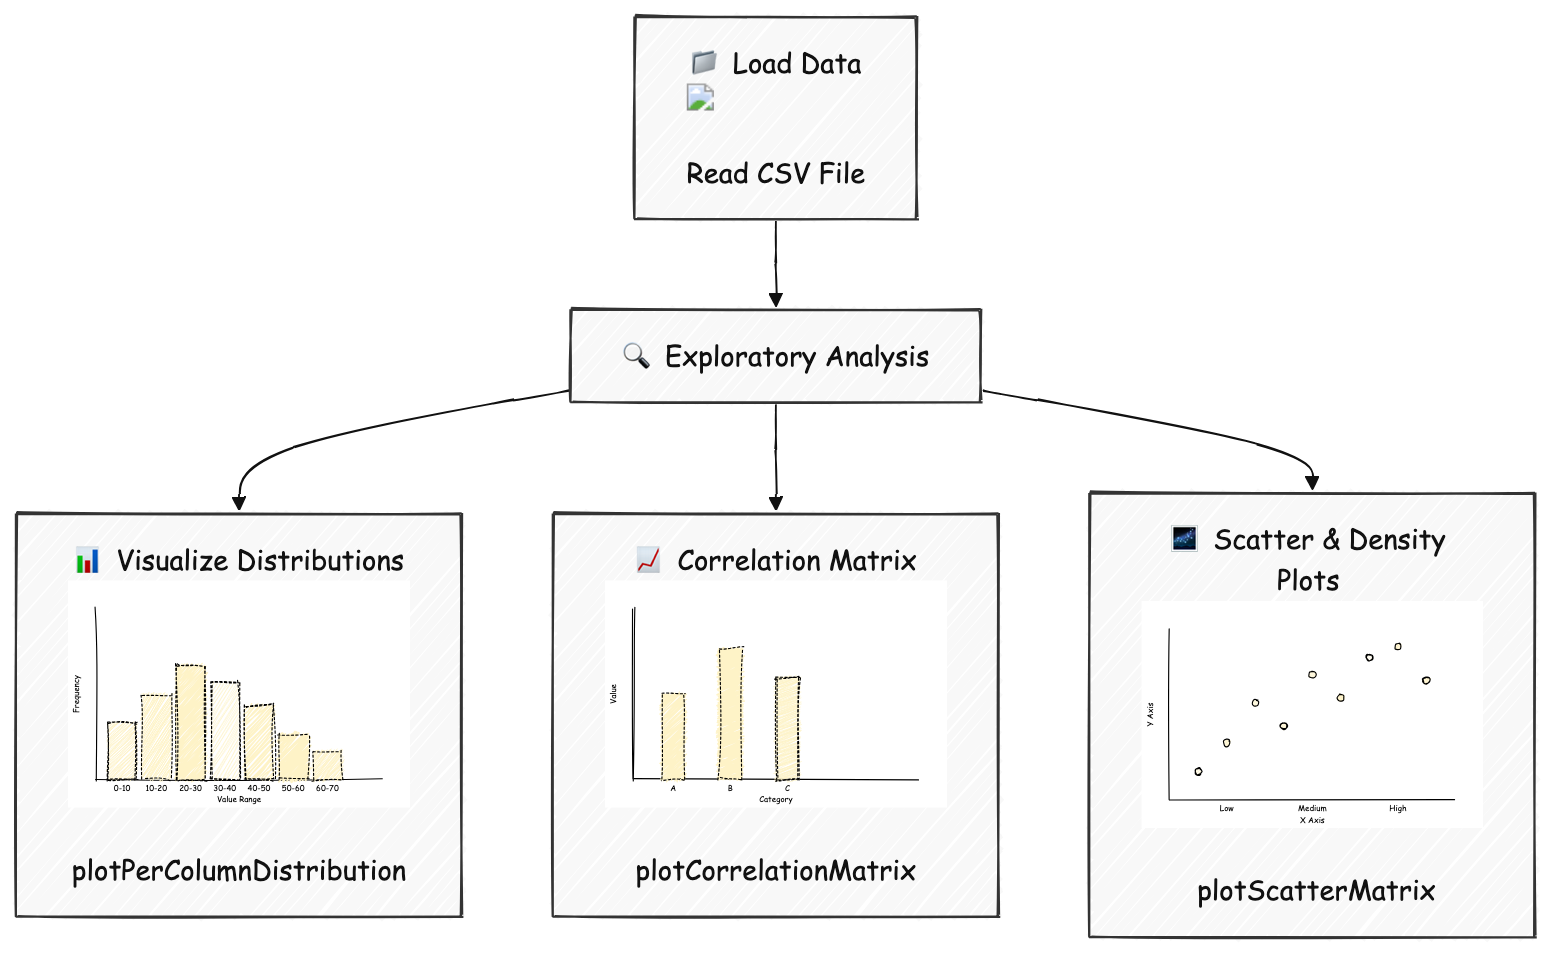 Load Data
Read CSV File
Exploratory Analysis
Visualize Distributions
Frequency
0-10 10-20 20-30 30-40 40-50 50-60 60-70
Value Range
plotPerColumnDistribution
Correlation Matrix
Value
A B C
Category
plotCorrelationMatrix
Scatter & Density
Plots
Y Axis
Low Medium High
X Axis
plotScatterMatrix